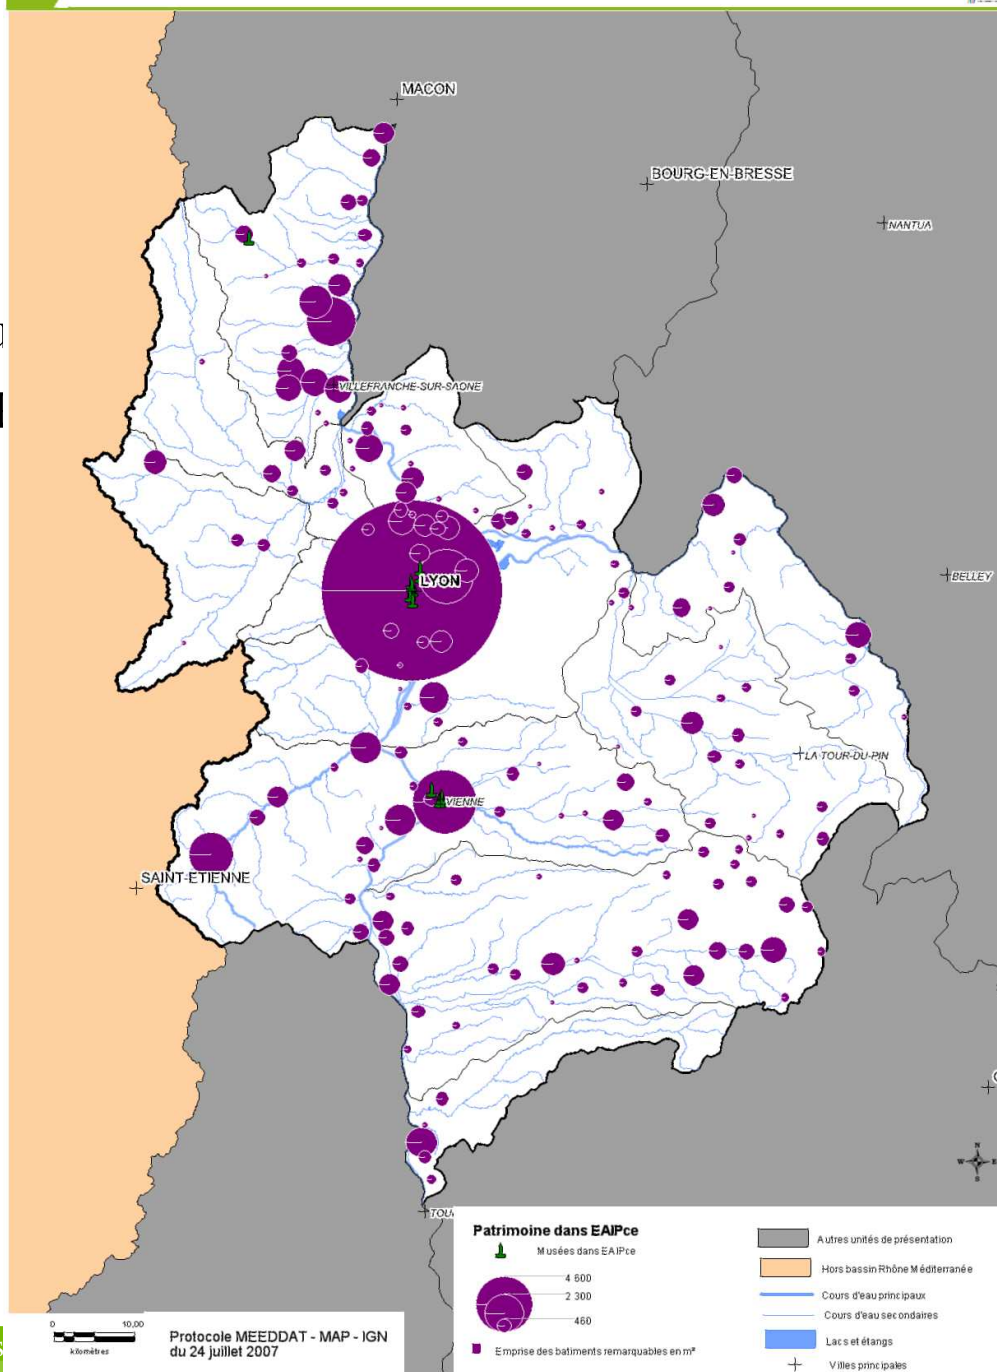 MACON
BOURG-EN-BRESSE
NANTUA
VILLEFRANCHE-SUR-SAONE
LYON
BELLEY
LA TOUR-DU-PIN
VIENNE
SAINT-ETIENNE
N
W E
S
TOU
Patrimoine dans EAIPce
Musées dans EAIPce
4 600
2 300
460
Emprise des batiments remarquables en m²
Autres unités de présentation
Hors bassin Rhône Méditerranée
Cours d'eau principaux
Cours d'eau secondaires
Lacs et étangs
Villes principales
0 10,00
kilomètres
Protocole MEEDDAT - MAP - IGN
du 24 juillet 2007